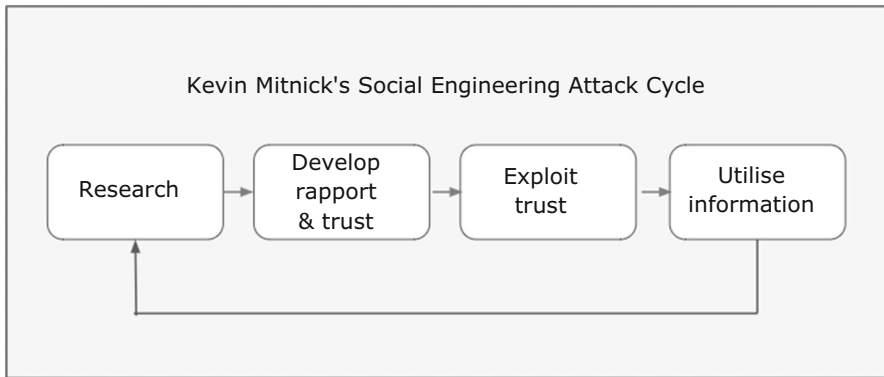 Kevin Mitnick's Social Engineering Attack Cycle
Research
Develop
rapport
& trust
Exploit
trust
Utilise
information